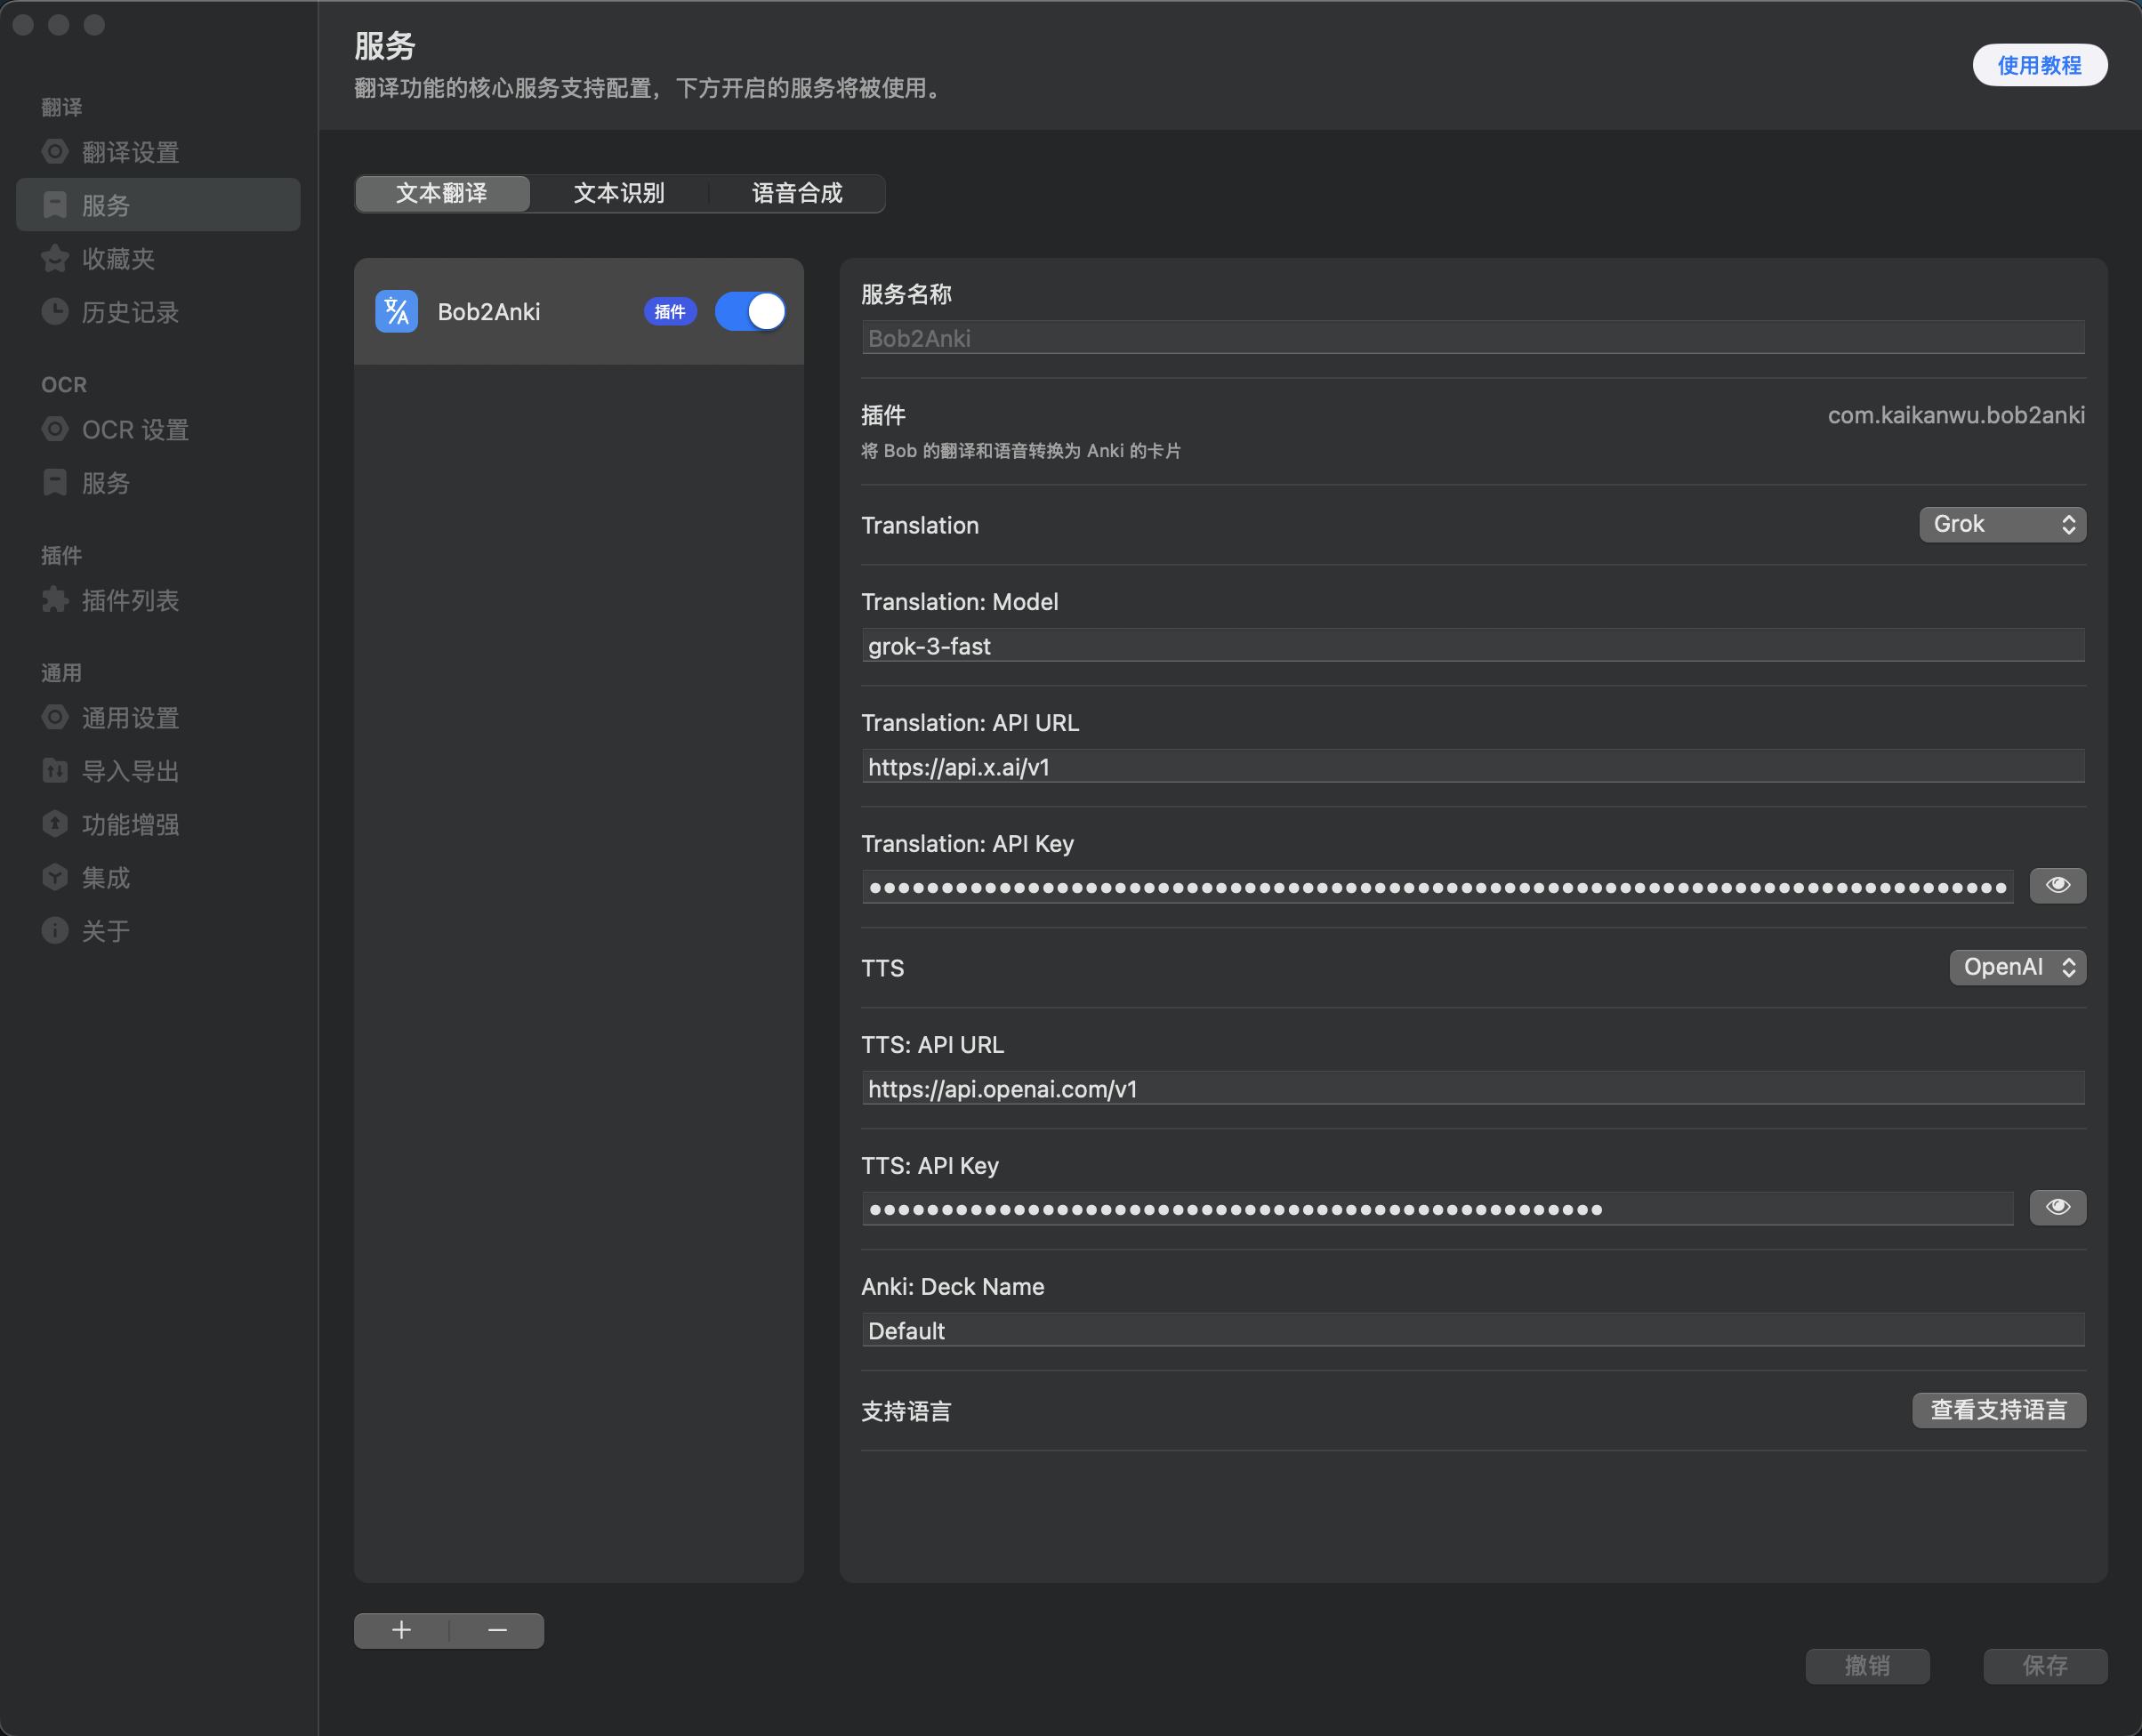 服务
翻译功能的核心服务支持配置，下方开启的服务将被使用。
使用教程
翻译
翻译设置
服务
收藏夹
历史记录
OCR
OCR 设置
服务
插件
插件列表
通用
通用设置
导入导出
功能增强
集成
关于
文本翻译
文本识别
语音合成
Bob2Anki
插件
服务名称
Bob2Anki
插件
com.kaikanwu.bob2anki
将 Bob 的翻译和语音转换为 Anki 的卡片
Translation
Grok
Translation: Model
grok-3-fast
Translation: API URL
https://api.x.ai/v1
Translation: API Key
TTS
OpenAI
TTS: API URL
https://api.openai.com/v1
TTS: API Key
Anki: Deck Name
Default
支持语言
查看支持语言
撤销
保存